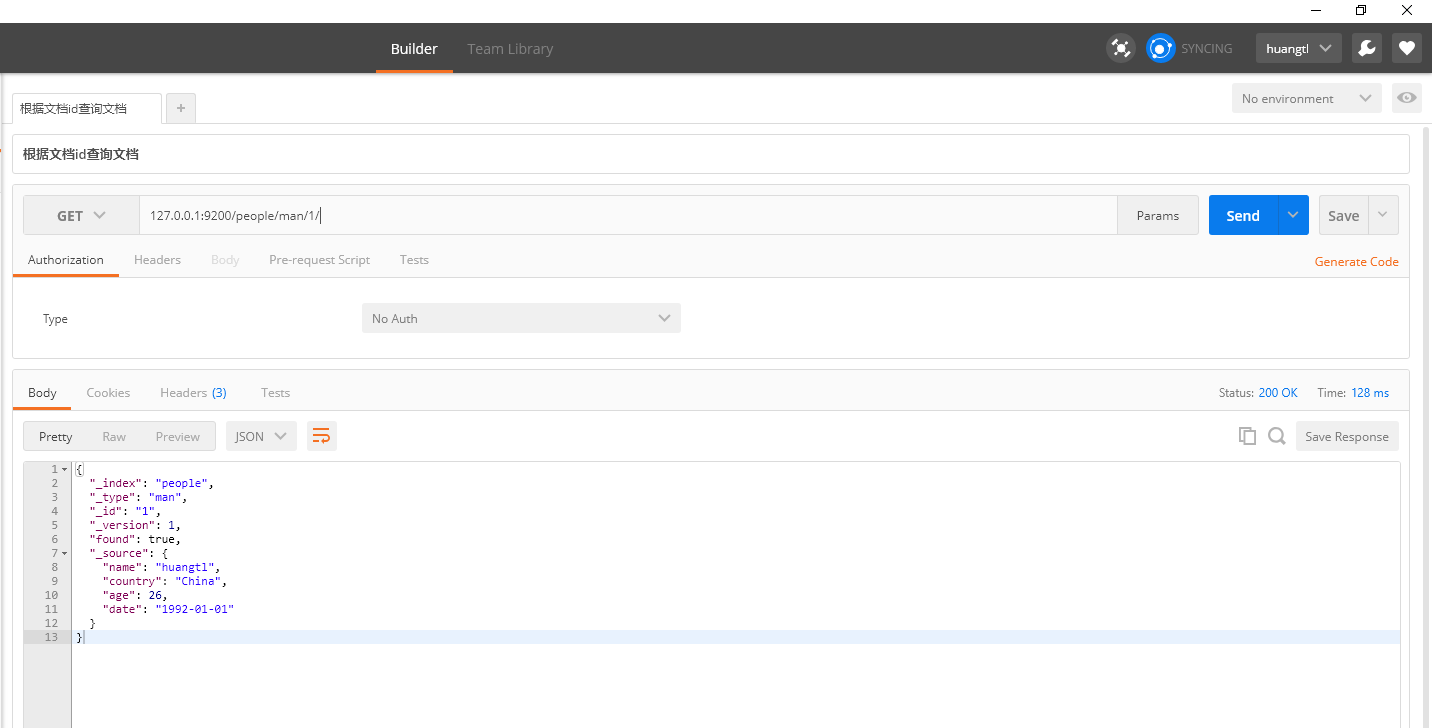 Builder Team Library SYNCING huangtl
根据文档id查询文档 + No environment
根据文档id查询文档
GET 127.0.0.1:9200/people/man/1/ Params Send Save
Authorization Headers Body Pre-request Script Tests Generate Code
Type No Auth
Body Cookies Headers (3) Tests Status: 200 OK Time: 128 ms
Pretty Raw Preview JSON Save Response
1 {
2 "_index": "people",
3 "_type": "man",
4 "_id": "1",
5 "_version": 1,
6 "found": true,
7 "_source": {
8 "name": "huangtl",
9 "country": "China",
10 "age": 26,
11 "date": "1992-01-01"
12 }
13 }